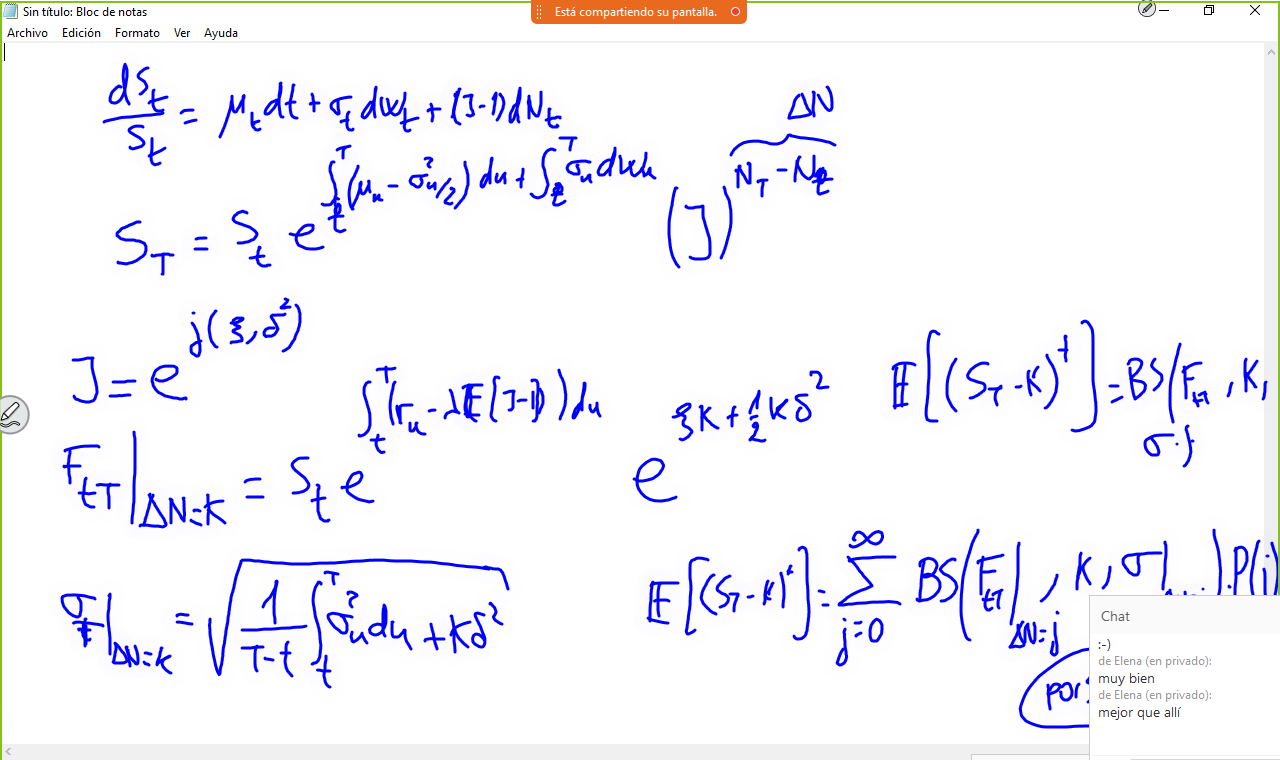 Sin título: Bloc de notas
Está compartiendo su pantalla.
Archivo Edición Formato Ver Ayuda
dS_t/S_t = μ_t dt + σ_t dW_t + (J-1) dN_t
S_T = S_t e^{∫_t^T (μ_u - σ_u²/2) du + ∫_t^T σ_u dW_u} (J)^{N_T - N_t} ΔN
J = e^{j(ξ, δ²)}
E[(S_T - K)^+] = BS(F_{tT}, K,
σ·√
F_{tT}|_{ΔN=K} = S_t e^{∫_t^T (r_u - λE[J-1]) du} e^{ξK + 1/2 Kδ²}
σ_t|_{ΔN=K} = √(1/(T-t) ∫_t^T σ_u² du + Kδ²)
E[(S_T - K)^+] = Σ_{j=0}^∞ BS(F_{tT}|_{ΔN=j}, K, σ|...).P(j)
por
Chat
:-)
de Elena (en privado):
muy bien
de Elena (en privado):
mejor que allí